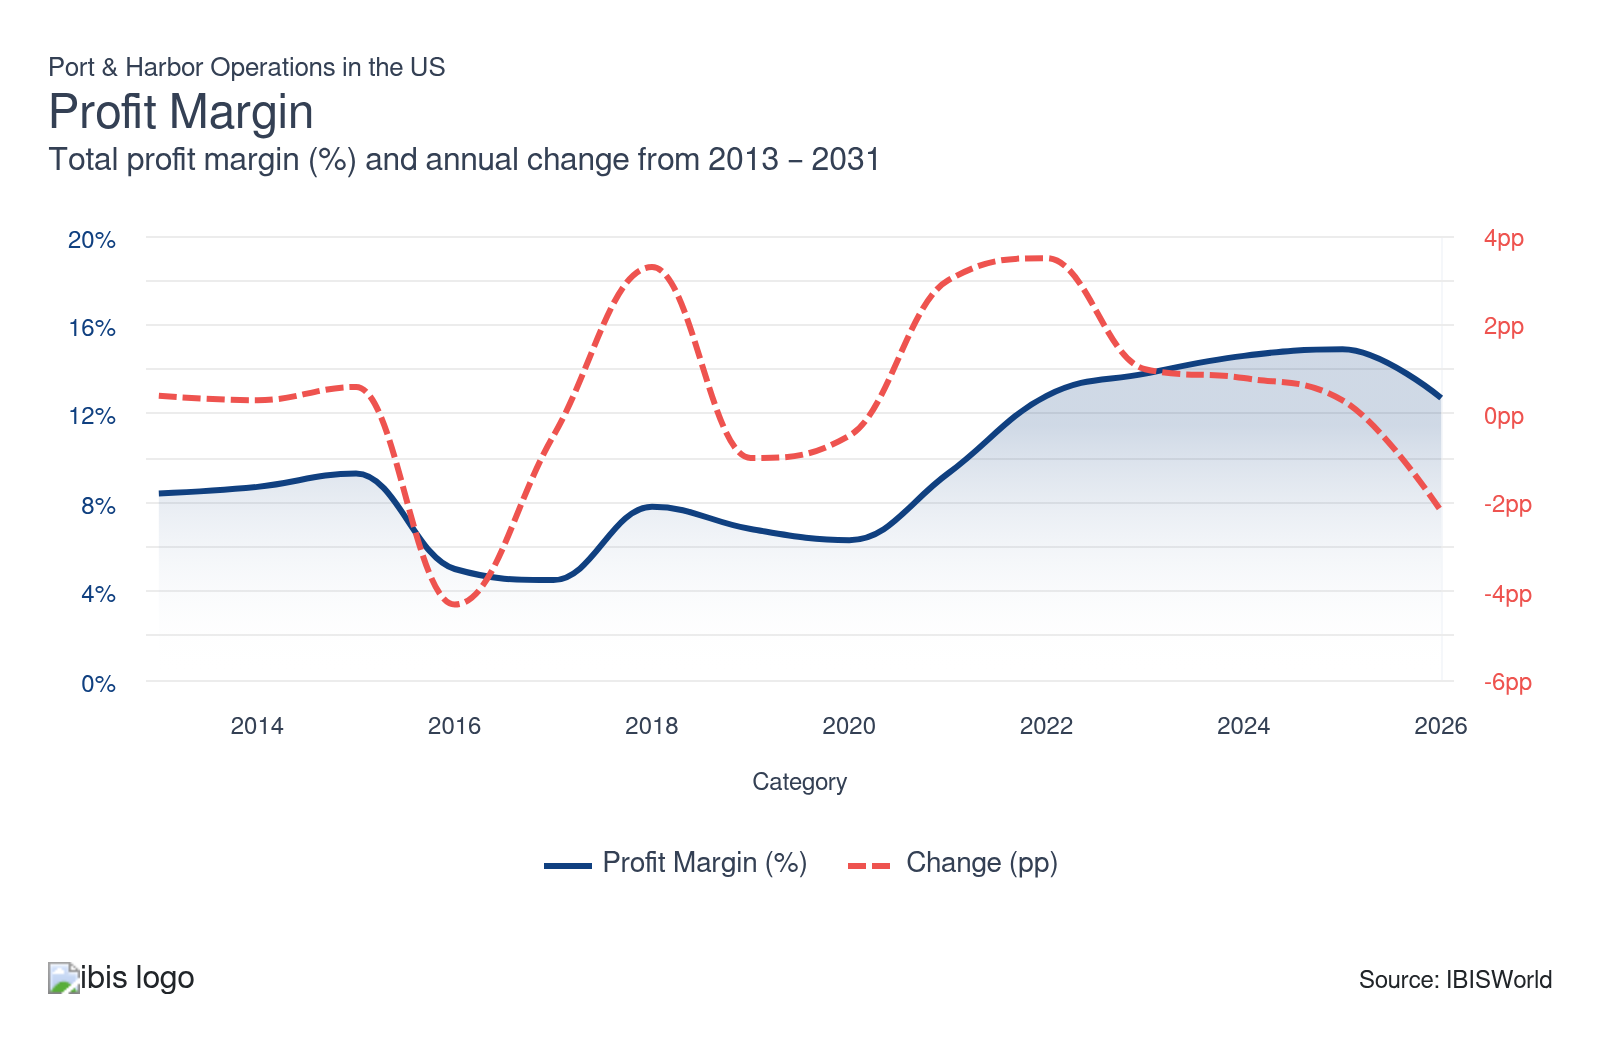 Port & Harbor Operations in the US
Profit Margin
Total profit margin (%) and annual change from 2013 – 2031
20%
16%
12%
8%
4%
0%
4pp
2pp
0pp
-2pp
-4pp
-6pp
2014 2016 2018 2020 2022 2024 2026
Category
Profit Margin (%) Change (pp)
ibis logo
Source: IBISWorld